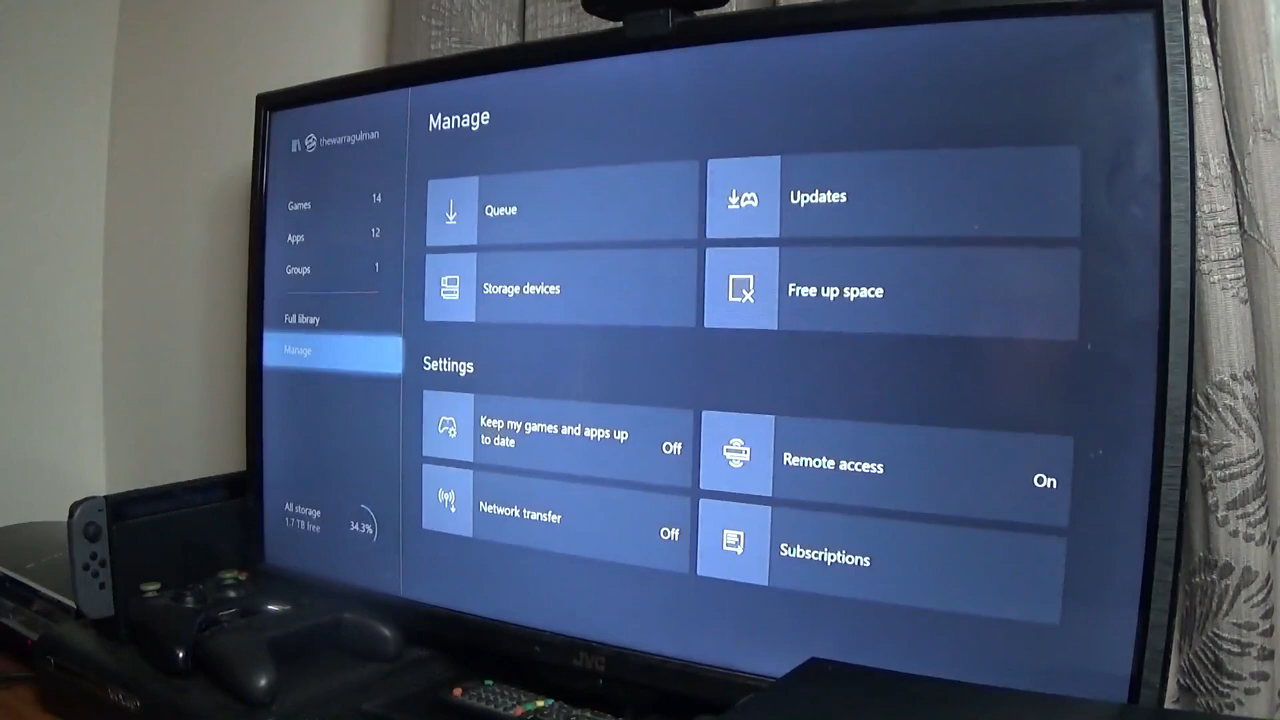 thewarragulman
Games 14
Apps 12
Groups 1
Full library
Manage
All storage
1.7 TB free
34.3%
Manage
Queue
Updates
Storage devices
Free up space
Settings
Keep my games and apps up
to date
Off
Remote access
On
Network transfer
Off
Subscriptions
JVC